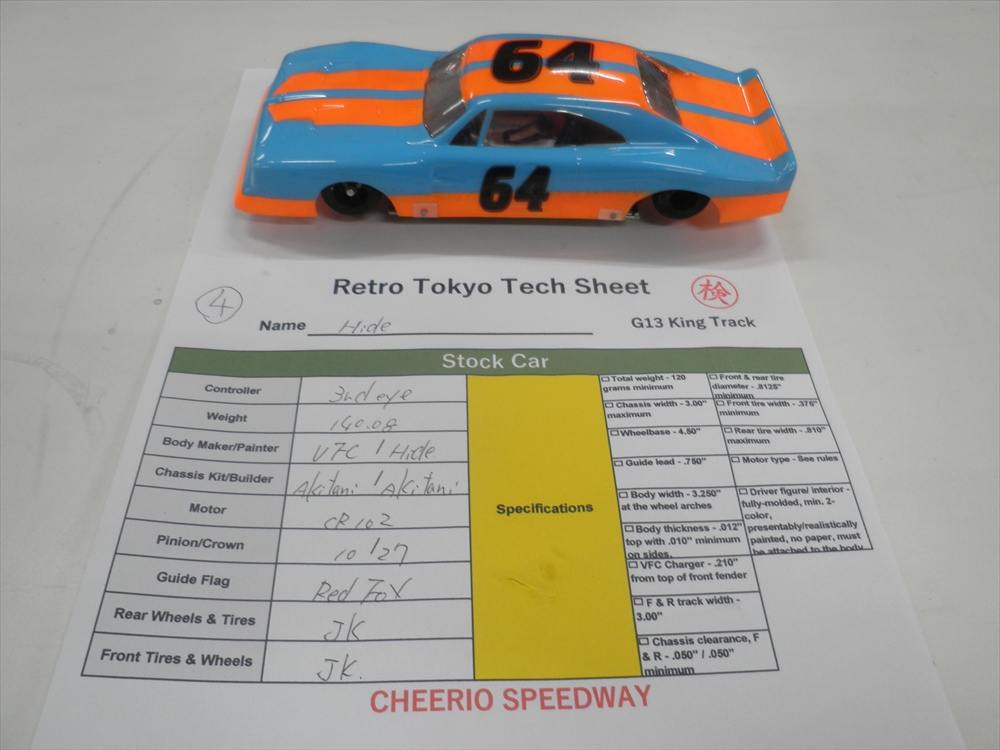 64
64
Retro Tokyo Tech Sheet
検
4
Name Hide
G13 King Track
Stock Car
Controller 3nd eye
Weight 140.08
Body Maker/Painter VFC / Hide
Chassis Kit/Builder Akitani / Akitani
Motor CR 102
Pinion/Crown 10 / 27
Guide Flag Red Fox
Rear Wheels & Tires JK
Front Tires & Wheels JK.
Specifications
☐ Total weight - 120
grams minimum
☐ Chassis width - 3.00"
maximum
☐ Wheelbase - 4.50"
☐ Guide lead - .750"
☐ Body width - 3.250"
at the wheel arches
☐ Body thickness - .012"
top with .010" minimum
on sides.
☐ VFC Charger - .210"
from top of front fender
☐ F & R track width -
3.00"
☐ Chassis clearance, F
& R - .050" / .050"
minimum
☐ Front & rear tire
diameter - .8125"
minimum
☐ Front tire width - .375"
minimum
☐ Rear tire width - .810"
maximum
☐ Motor type - See rules
☐ Driver figure/ interior -
fully-molded, min. 2-
color,
presentably/realistically
painted, no paper, must
be attached to the body
CHEERIO SPEEDWAY